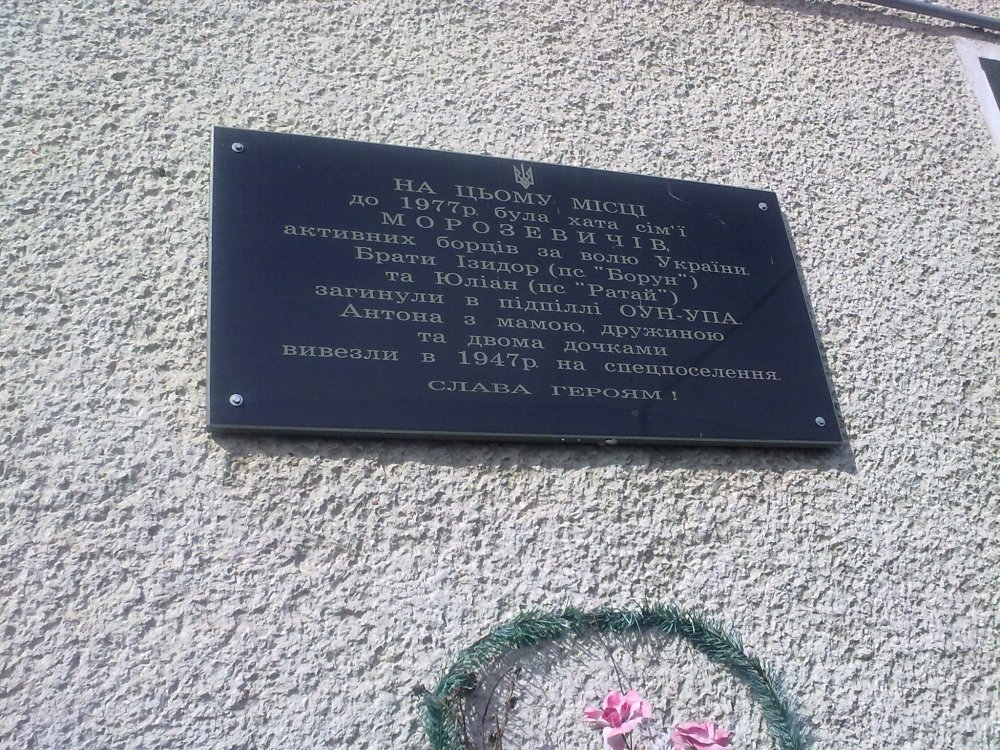 НА ЦЬОМУ МІСЦІ
до 1977р. була хата сім'ї
МОРОЗЕВИЧІВ,
активних борців за волю України.
Брати Ізидор (пс "Борун")
та Юліан (пс "Ратай")
загинули в підпіллі ОУН-УПА.
Антона з мамою, дружиною
та двома дочками
вивезли в 1947р. на спецпоселення.
СЛАВА ГЕРОЯМ !